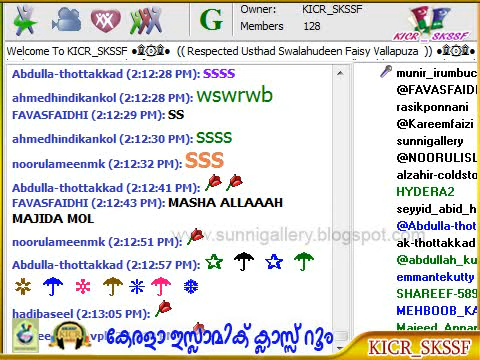 Owner: KICR_SKSSF
G
Members 128
KICR_SKSSF
Welcome To KICR_SKSSF (( Respected Usthad Swalahudeen Faisy Vallapuza ))
Abdulla-thottakkad (2:12:28 PM): SSSS
ahmedhindikankol (2:12:28 PM): wswrwb
FAVASFAIDHI (2:12:29 PM): SS
ahmedhindikankol (2:12:30 PM): SSSS
noorulameenmk (2:12:32 PM): SSS
Abdulla-thottakkad (2:12:41 PM):
FAVASFAIDHI (2:12:43 PM): MASHA ALLAAAH
MAJIDA MOL
noorulameenmk (2:12:51 PM):
Abdulla-thottakkad (2:12:57 PM): ☆ ☂ ☆ ☂
✲ ☂ ✲ ☂ ✲ ☂ ❅
hadibaseel (2:13:05 PM):
munir_irumbuc
@FAVASFAIDH
rasikponnani
@Kareemfaizi
sunnigallery
@NOORULISL
alzahir-coldsto
HYDERA2
seyyid_abid_h
@Abdulla-thot
ak-thottakkad
@abdullah_ku
emmantekutty
SHAREEF-589
MEHBOOB_KA
Majeed_Appan
www.sunnigallery.blogspot.com
കേരളാ ഇസ്ലാമിക് ക്ലാസ്സ് റൂം
KICR_SKSSF